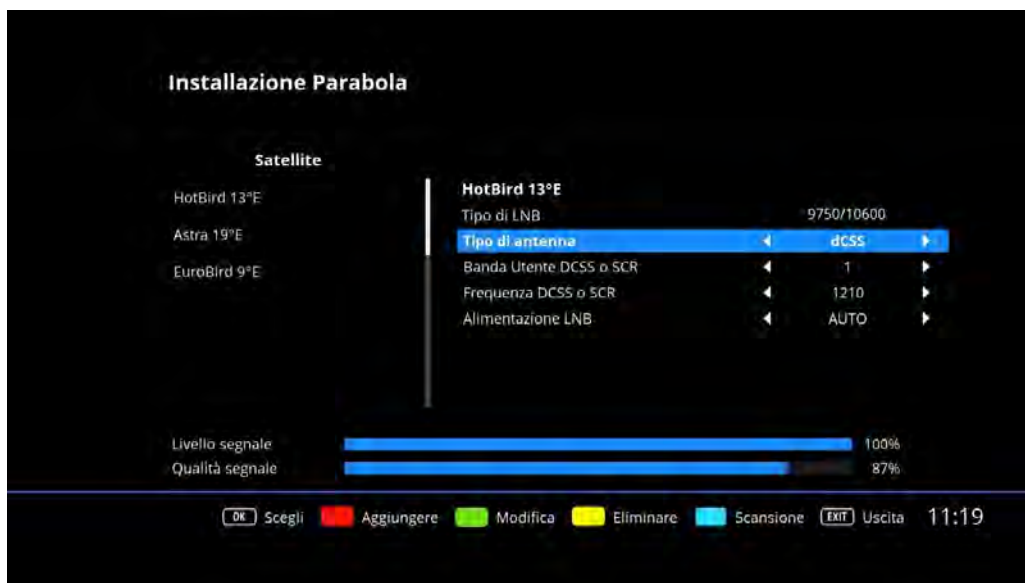 Installazione Parabola
Satellite
HotBird 13°E
Astra 19°E
EuroBird 9°E
HotBird 13°E
Tipo di LNB 9750/10600
Tipo di antenna dCSS
Banda Utente DCSS o SCR 1
Frequenza DCSS o SCR 1210
Alimentazione LNB AUTO
Livello segnale 100%
Qualità segnale 87%
OK Scegli Aggiungere Modifica Eliminare Scansione EXIT Uscita 11:19